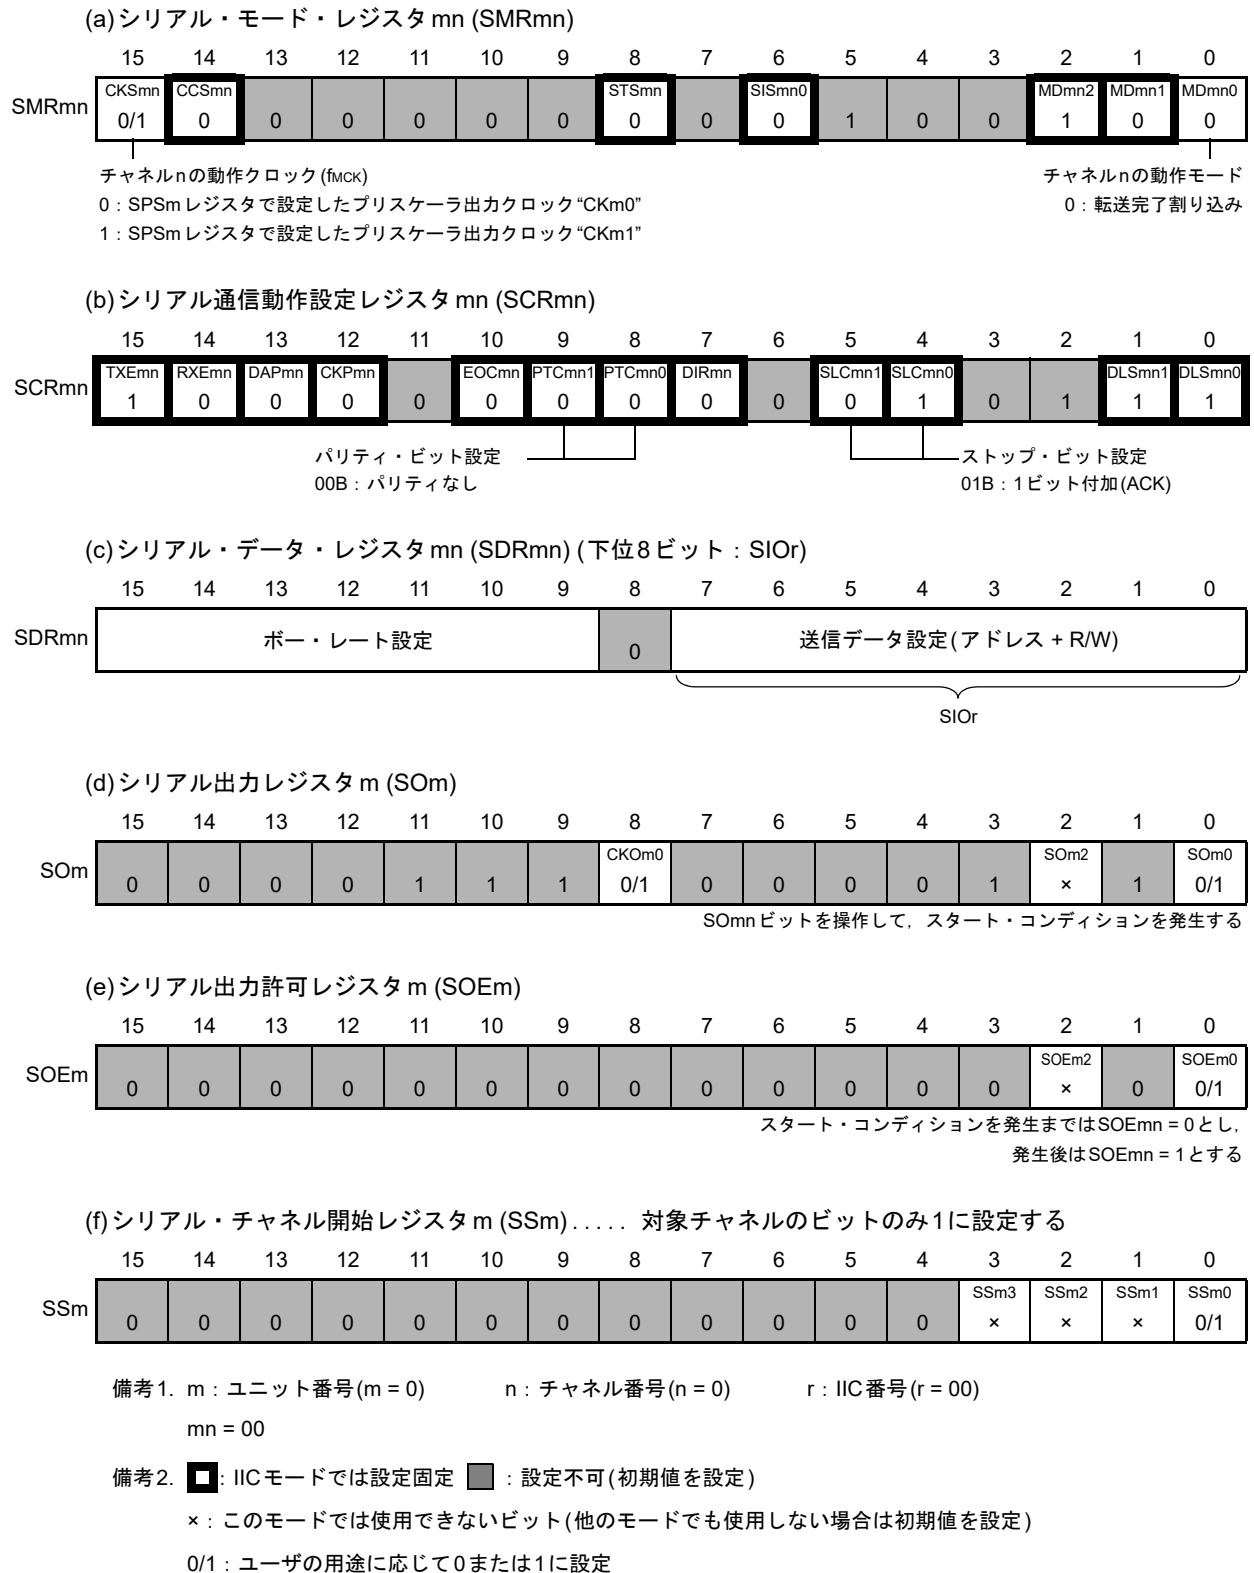 (a)シリアル・モード・レジスタmn (SMRmn)
15 14 13 12 11 10 9 8 7 6 5 4 3 2 1 0
SMRmn
CKSmn CCSmn STSmn SISmn0 MDmn2 MDmn1 MDmn0
0/1 0 0 0 0 0 0 0 0 0 1 0 0 1 0 0
チャネルnの動作クロック(fMCK)
0：SPSmレジスタで設定したプリスケーラ出力クロック“CKm0”
1：SPSmレジスタで設定したプリスケーラ出力クロック“CKm1”
チャネルnの動作モード
0：転送完了割り込み
(b)シリアル通信動作設定レジスタmn (SCRmn)
15 14 13 12 11 10 9 8 7 6 5 4 3 2 1 0
SCRmn
TXEmn RXEmn DAPmn CKPmn EOCmn PTCmn1 PTCmn0 DIRmn SLCmn1 SLCmn0 DLSmn1 DLSmn0
1 0 0 0 0 0 0 0 0 0 0 1 0 1 1 1
パリティ・ビット設定
00B：パリティなし
ストップ・ビット設定
01B：1ビット付加(ACK)
(c)シリアル・データ・レジスタmn (SDRmn) (下位8ビット：SIOr)
15 14 13 12 11 10 9 8 7 6 5 4 3 2 1 0
SDRmn
ボー・レート設定 0 送信データ設定(アドレス + R/W)
SIOr
(d)シリアル出力レジスタm (SOm)
15 14 13 12 11 10 9 8 7 6 5 4 3 2 1 0
SOm
CKOm0 SOm2 SOm0
0 0 0 0 1 1 1 0/1 0 0 0 0 1 × 1 0/1
SOmnビットを操作して，スタート・コンディションを発生する
(e)シリアル出力許可レジスタm (SOEm)
15 14 13 12 11 10 9 8 7 6 5 4 3 2 1 0
SOEm
SOEm2 SOEm0
0 0 0 0 0 0 0 0 0 0 0 0 0 × 0 0/1
スタート・コンディションを発生まではSOEmn = 0とし，
発生後はSOEmn = 1とする
(f)シリアル・チャネル開始レジスタm (SSm)..... 対象チャネルのビットのみ1に設定する
15 14 13 12 11 10 9 8 7 6 5 4 3 2 1 0
SSm
SSm3 SSm2 SSm1 SSm0
0 0 0 0 0 0 0 0 0 0 0 0 × × × 0/1
備考1. m：ユニット番号(m = 0) n：チャネル番号(n = 0) r：IIC番号(r = 00)
mn = 00
備考2. ：IICモードでは設定固定 ：設定不可(初期値を設定)
×：このモードでは使用できないビット(他のモードでも使用しない場合は初期値を設定)
0/1：ユーザの用途に応じて0または1に設定